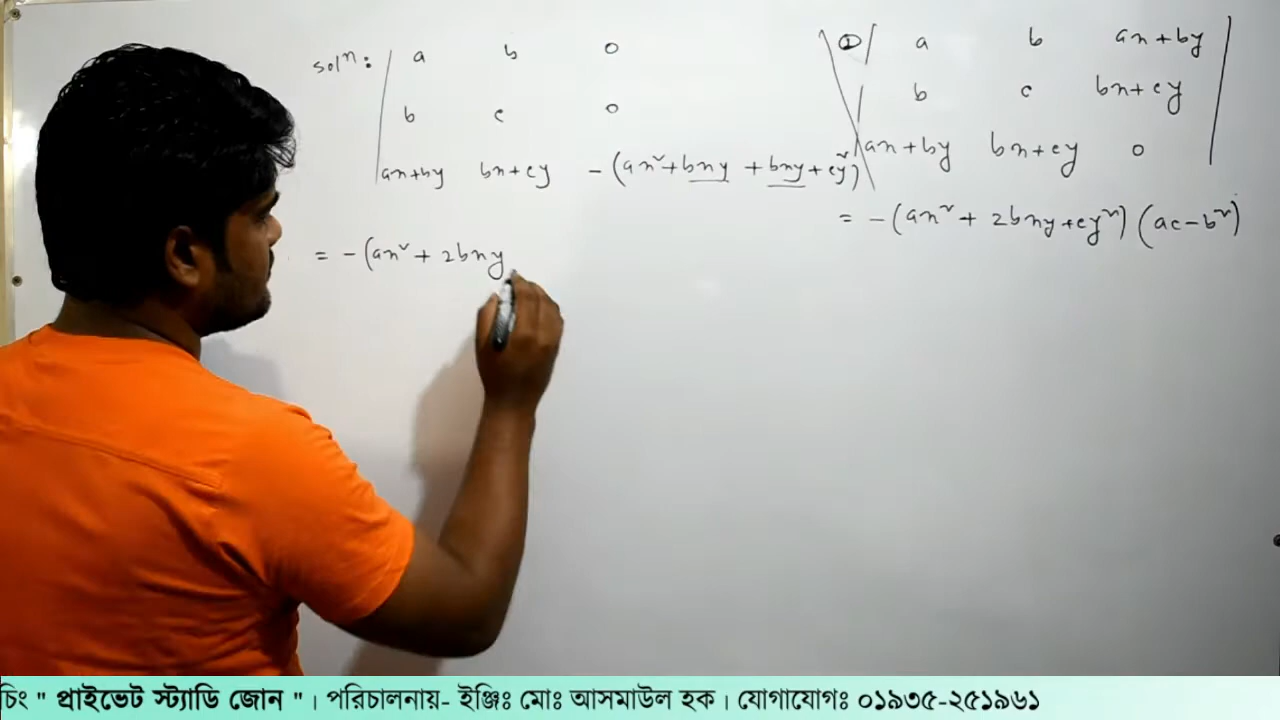 solⁿ: | a b 0
b c 0
ax+by bx+cy -(ax²+bxy +bxy+cy²) |
= -(ax²+ 2bxy
① | a b ax+by |
b c bx+cy
ax+by bx+cy 0
= -(ax²+ 2bxy+cy²) (ac-b²)
চিং " প্রাইভেট স্ট্যাডি জোন " । পরিচালনায়- ইঞ্জিঃ মোঃ আসমাউল হক । যোগাযোগঃ ০১৯৩৫-২৫১৯৬১